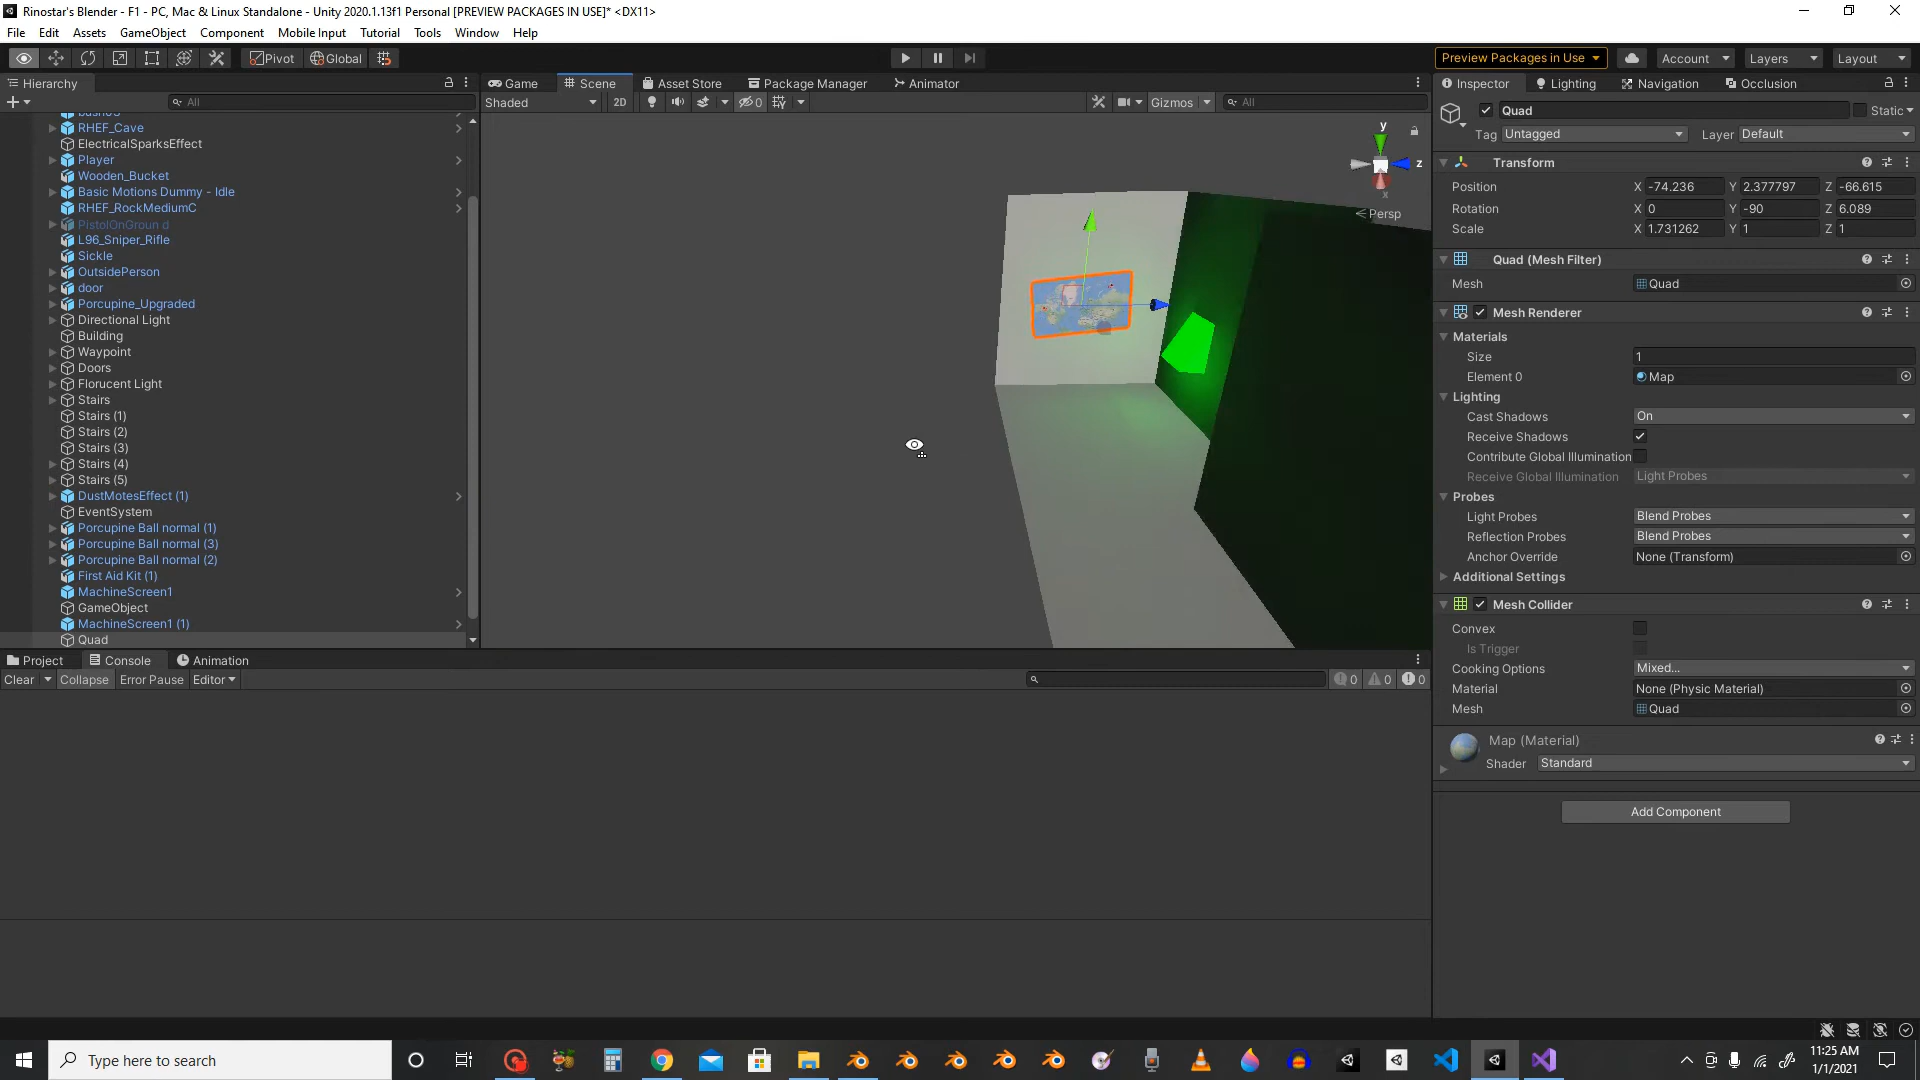 Rinostar's Blender - F1 - PC, Mac & Linux Standalone - Unity 2020.1.13f1 Personal [PREVIEW PACKAGES IN USE]* <DX11>
File Edit Assets GameObject Component Mobile Input Tutorial Tools Window Help
Pivot Global Preview Packages in Use Account Layers Layout
Hierarchy Game Scene Asset Store Package Manager Animator Inspector Lighting Navigation Occlusion
All Shaded 2D 0 Gizmos All
Quad Static
Tag Untagged Layer Default
Transform
Position X -74.236 Y 2.377797 Z -66.615
Rotation X 0 Y -90 Z 6.089
Scale X 1.731262 Y 1 Z 1
Quad (Mesh Filter)
Mesh Quad
Mesh Renderer
Materials
Size 1
Element 0 Map
Lighting
Cast Shadows On
Receive Shadows
Contribute Global Illumination
Receive Global Illumination Light Probes
Probes
Light Probes Blend Probes
Reflection Probes Blend Probes
Anchor Override None (Transform)
Additional Settings
Mesh Collider
Convex
Is Trigger
Cooking Options Mixed...
Material None (Physic Material)
Mesh Quad
Map (Material)
Shader Standard
Add Component
RHEF_Cave
ElectricalSparksEffect
Player
Wooden_Bucket
Basic Motions Dummy - Idle
RHEF_RockMediumC
PistolOnGroun d
L96_Sniper_Rifle
Sickle
OutsidePerson
door
Porcupine_Upgraded
Directional Light
Building
Waypoint
Doors
Florucent Light
Stairs
Stairs (1)
Stairs (2)
Stairs (3)
Stairs (4)
Stairs (5)
DustMotesEffect (1)
EventSystem
Porcupine Ball normal (1)
Porcupine Ball normal (3)
Porcupine Ball normal (2)
First Aid Kit (1)
MachineScreen1
GameObject
MachineScreen1 (1)
Quad
y
z
x
Persp
Project Console Animation
Clear Collapse Error Pause Editor 0 0 0
Type here to search
11:25 AM
1/1/2021